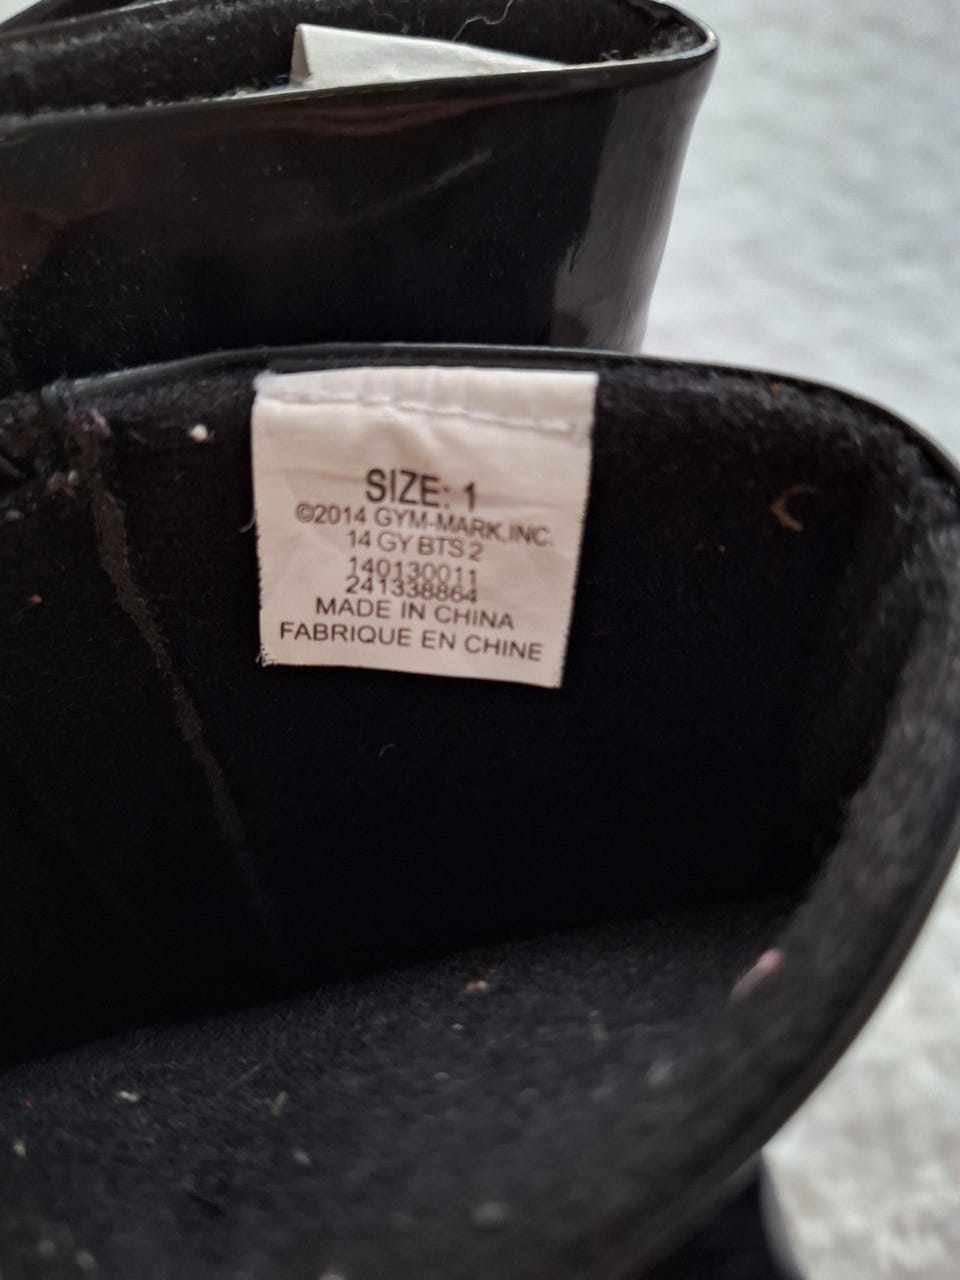 SIZE: 1
©2014 GYM-MARK, INC.
14 GY BTS 2
140130011
241338864
MADE IN CHINA
FABRIQUE EN CHINE